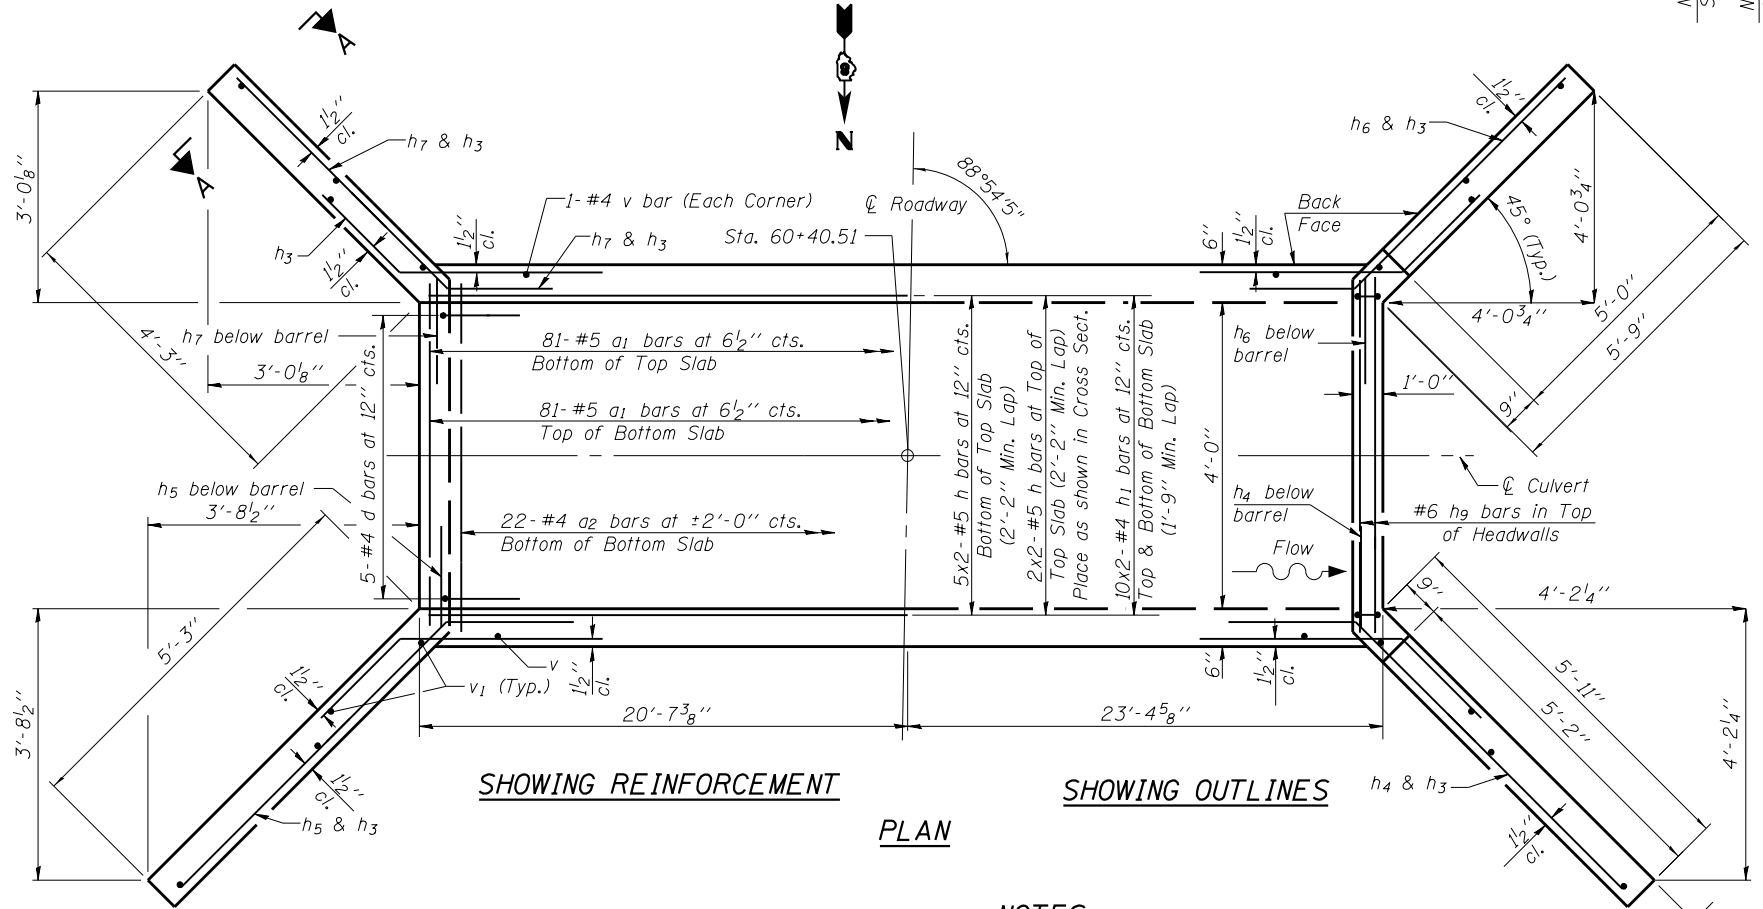 A
A
N
N
S
N
1½" cl.
h7 & h3
3'-0⅛"
1-#4 v bar (Each Corner)
h7 & h3
℄ Roadway
Sta. 60+40.51
88°54'5"
Back
Face
h6 & h3
1½" cl.
4'-0¾"
45° (Typ.)
h3
1½" cl.
1½" cl.
6"
1½" cl.
4'-0¾"
5'-0"
5'-9"
9"
h7 below barrel
4'-3"
3'-0⅛"
5-#4 d bars at 12" cts.
81-#5 a1 bars at 6½" cts.
Bottom of Top Slab
81-#5 a1 bars at 6½" cts.
Top of Bottom Slab
22-#4 a2 bars at ±2'-0" cts.
Bottom of Bottom Slab
5x2-#5 h bars at 12" cts.
Bottom of Top Slab
(2'-2" Min. Lap)
2x2-#5 h bars at Top of
Top Slab (2'-2" Min. Lap)
Place as shown in Cross Sect.
10x2-#4 h1 bars at 12" cts.
Top & Bottom of Bottom Slab
(1'-9" Min. Lap)
4'-0"
h6 below
barrel
1'-0"
h4 below
barrel
Flow
℄ Culvert
#6 h9 bars in Top
of Headwalls
h5 below barrel
3'-8½"
5'-3"
3'-8½"
1½" cl.
1½" cl.
h5 & h3
v
v1 (Typ.)
1½" cl.
6"
1½" cl.
20'-7⅜"
23'-4⅝"
9"
4'-2¼"
5'-11"
5'-2"
4'-2¼"
h4 & h3
1½" cl.
SHOWING REINFORCEMENT
SHOWING OUTLINES
PLAN
NOTES